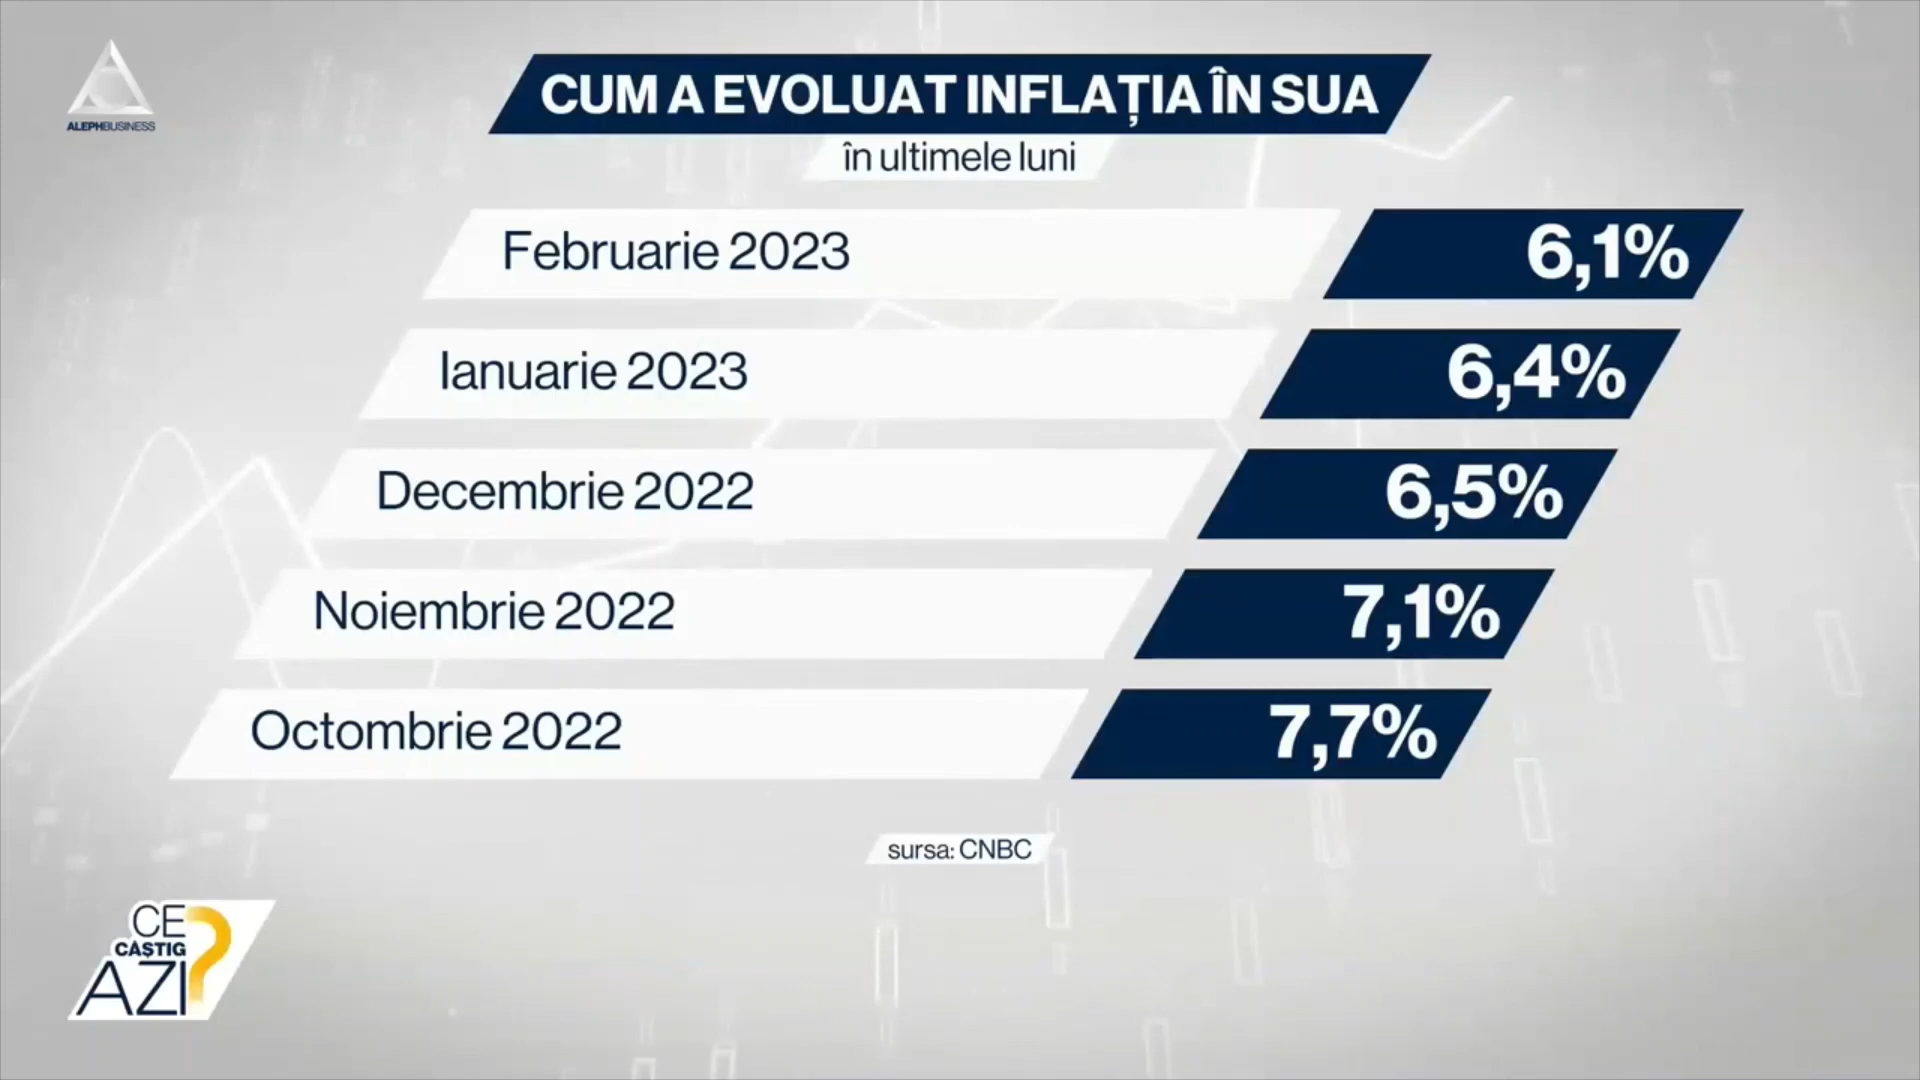 ALEPHBUSINESS
CUM A EVOLUAT INFLAȚIA ÎN SUA
în ultimele luni
Februarie 2023 6,1%
Ianuarie 2023 6,4%
Decembrie 2022 6,5%
Noiembrie 2022 7,1%
Octombrie 2022 7,7%
sursa: CNBC
CE
CÂȘTIG
AZI?